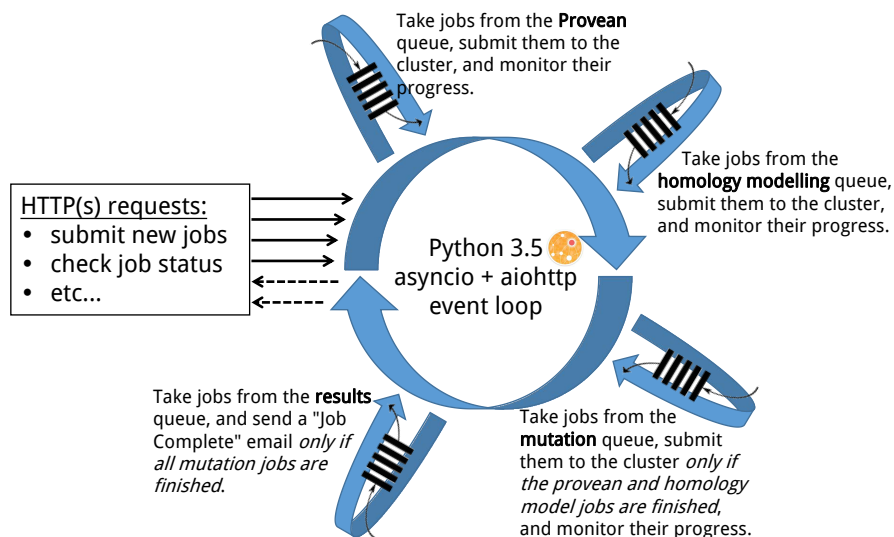 Take jobs from the Provean
queue, submit them to the
cluster, and monitor their
progress.
Take jobs from the
homology modelling queue,
submit them to the cluster,
and monitor their progress.
HTTP(s) requests:
• submit new jobs
• check job status
• etc...
Python 3.5
asyncio + aiohttp
event loop
Take jobs from the results
queue, and send a "Job
Complete" email only if
all mutation jobs are
finished.
Take jobs from the
mutation queue, submit
them to the cluster only if
the provean and homology
model jobs are finished,
and monitor their progress.